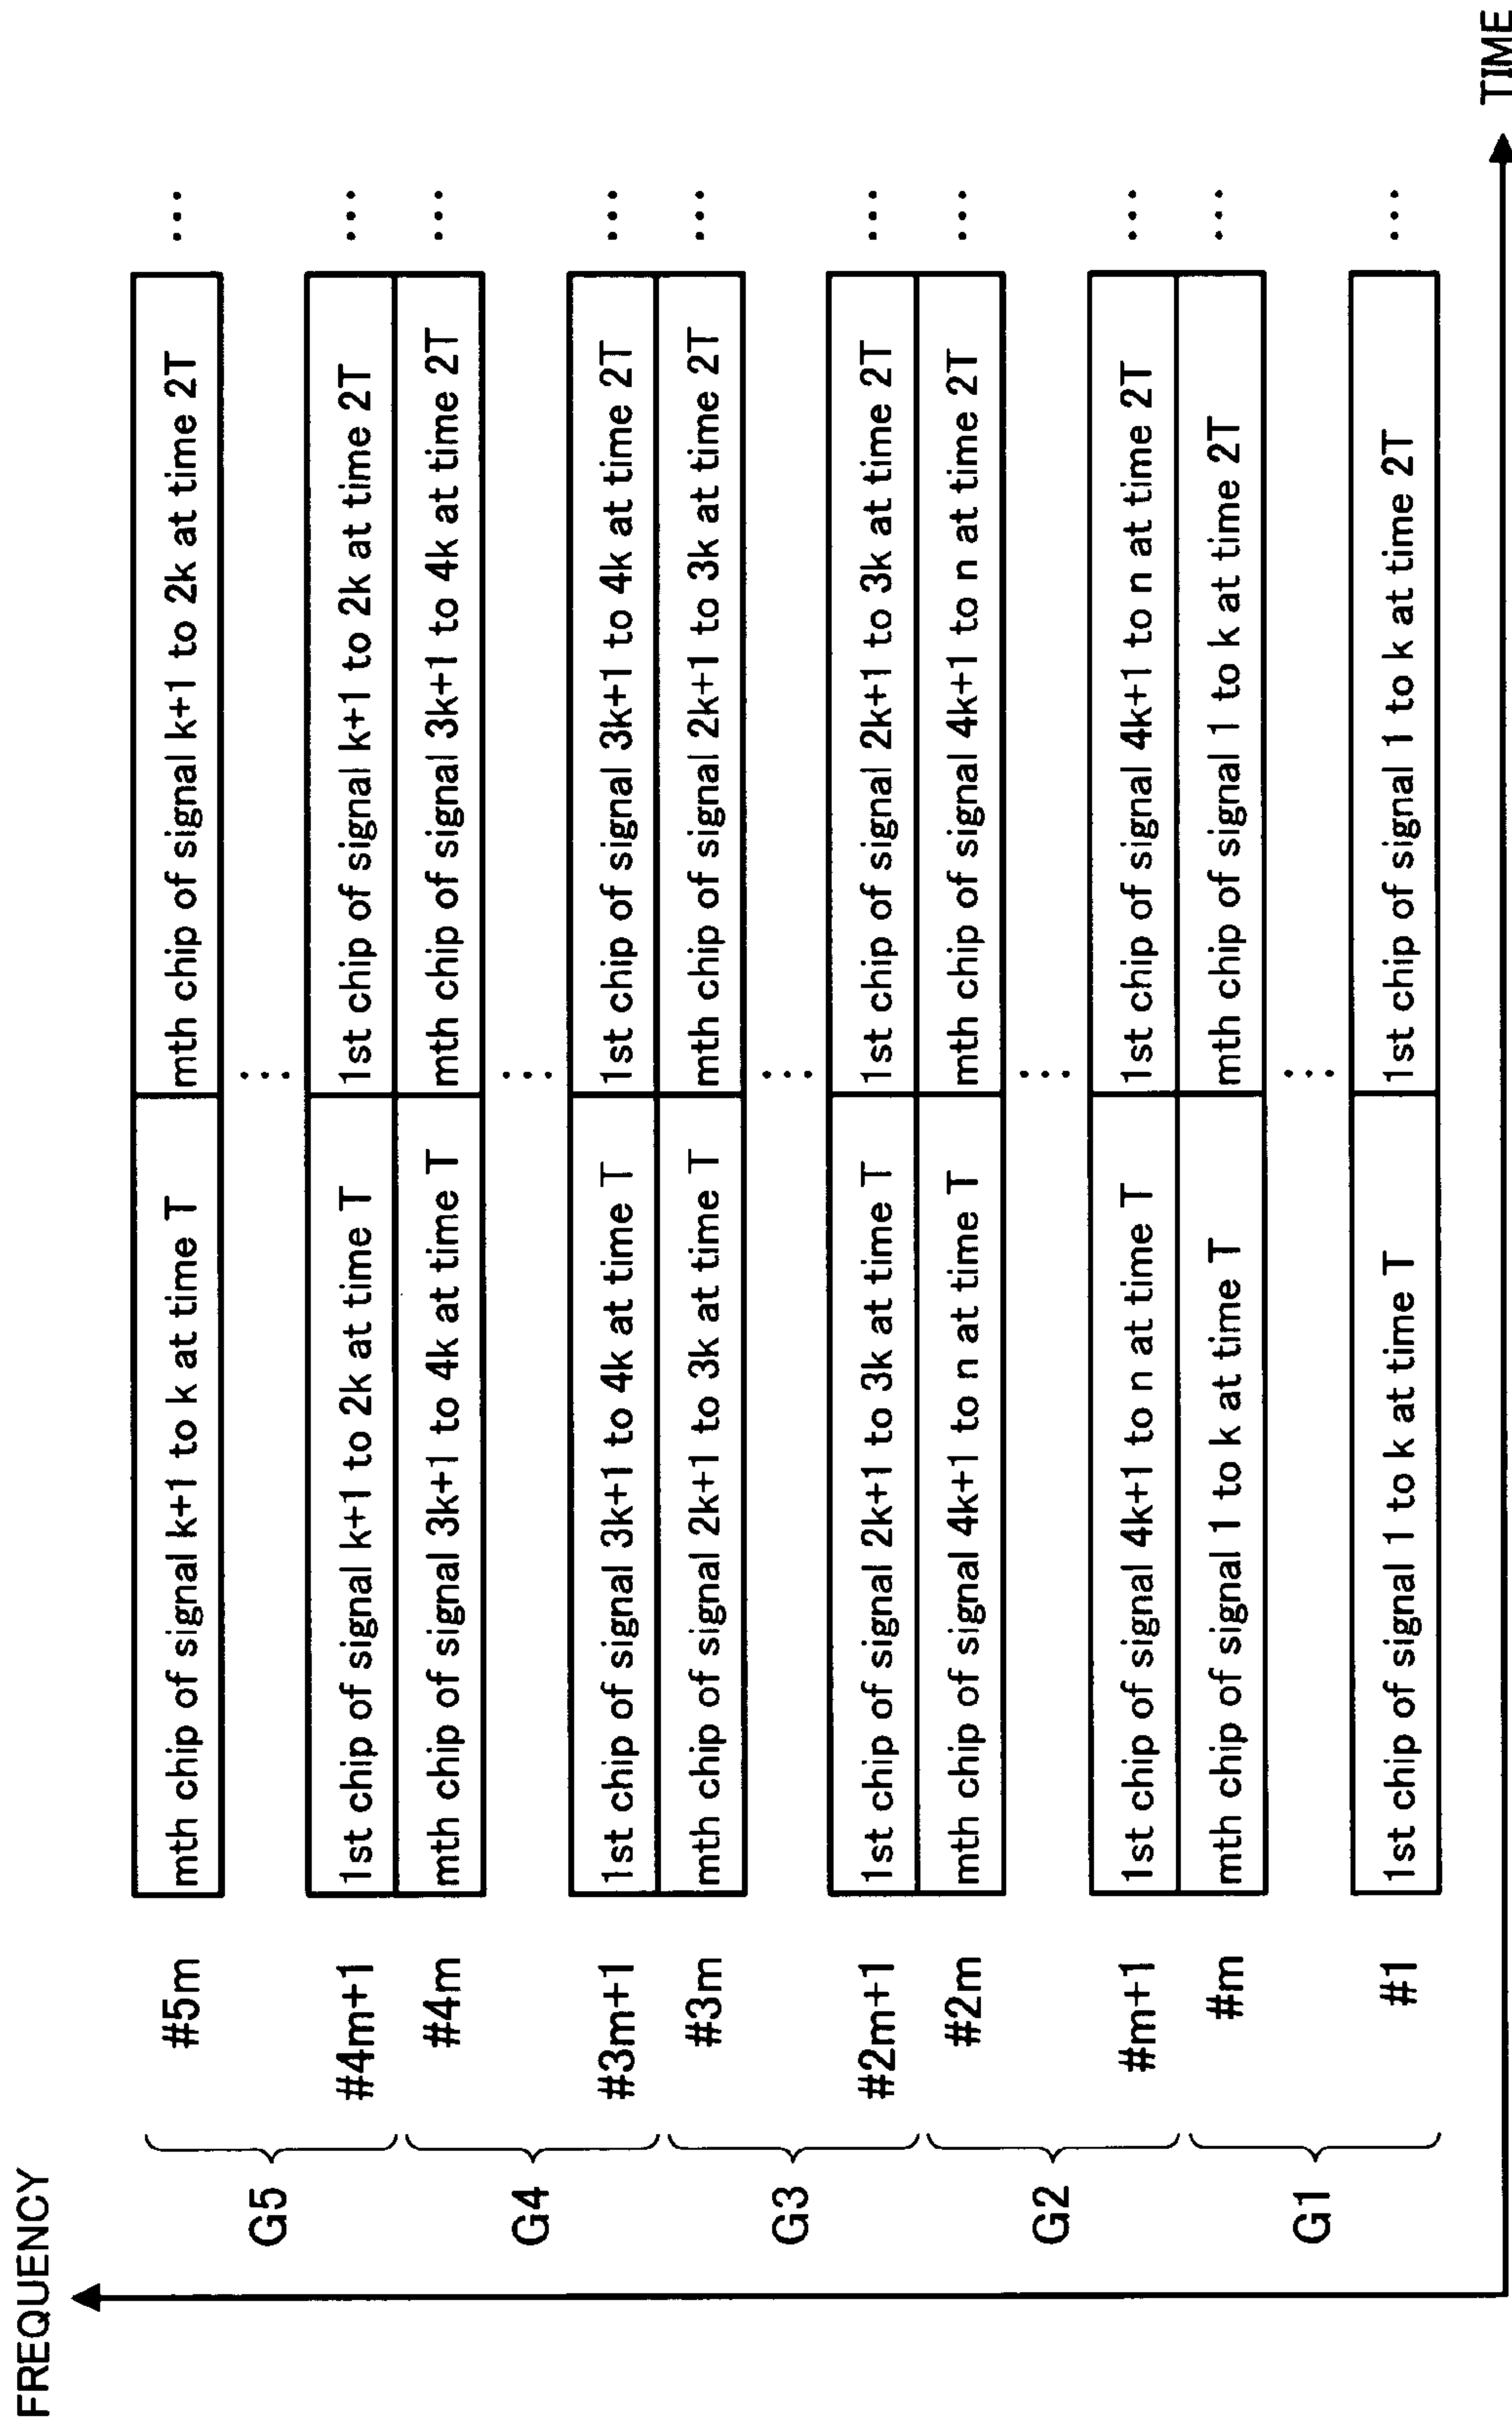 FREQUENCY
G5
#5m
mth chip of signal k+1 to k at time T
mth chip of signal k+1 to 2k at time 2T
...
#4m+1
1st chip of signal k+1 to 2k at time T
1st chip of signal k+1 to 2k at time 2T
...
G4
#4m
mth chip of signal 3k+1 to 4k at time T
mth chip of signal 3k+1 to 4k at time 2T
...
#3m+1
1st chip of signal 3k+1 to 4k at time T
1st chip of signal 3k+1 to 4k at time 2T
...
G3
#3m
mth chip of signal 2k+1 to 3k at time T
mth chip of signal 2k+1 to 3k at time 2T
...
#2m+1
1st chip of signal 2k+1 to 3k at time T
1st chip of signal 2k+1 to 3k at time 2T
...
G2
#2m
mth chip of signal 4k+1 to n at time T
mth chip of signal 4k+1 to n at time 2T
...
#m+1
1st chip of signal 4k+1 to n at time T
1st chip of signal 4k+1 to n at time 2T
...
G1
#m
mth chip of signal 1 to k at time T
mth chip of signal 1 to k at time 2T
...
#1
1st chip of signal 1 to k at time T
1st chip of signal 1 to k at time 2T
...
TIME